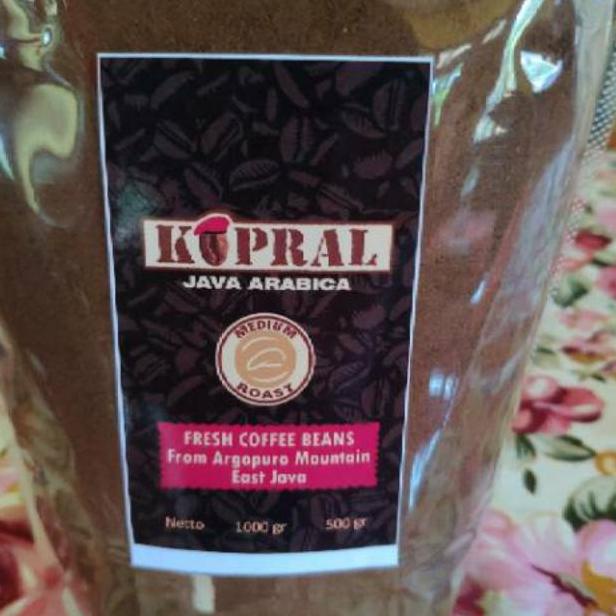 KOPRAL
JAVA ARABICA
MEDIUM
ROAST
FRESH COFFEE BEANS
From Argopuro Mountain
East Java
Netto 1000 gr 500 gr